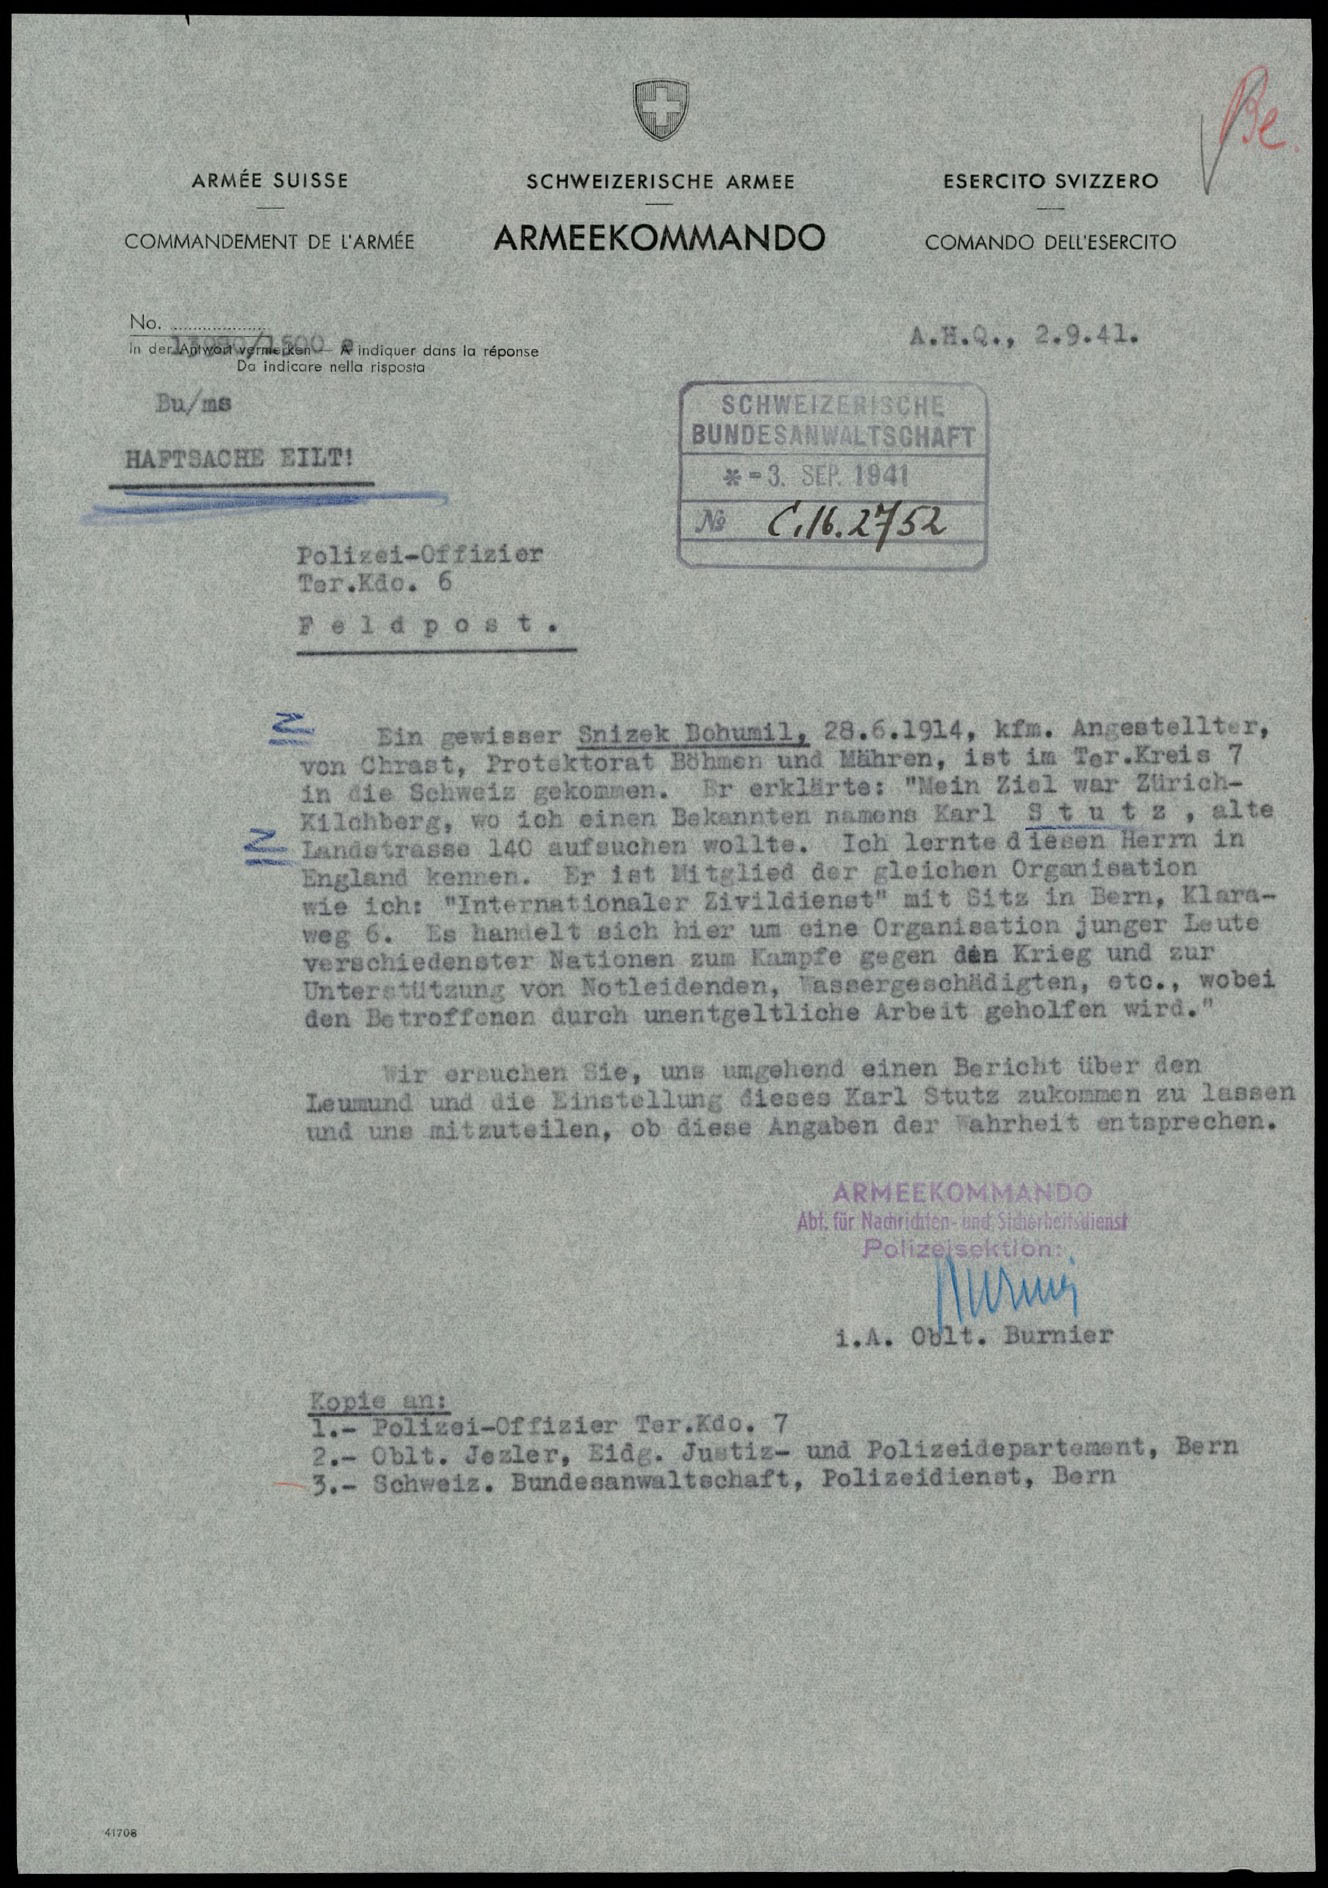 Be.
ARMÉE SUISSE
SCHWEIZERISCHE ARMEE
ESERCITO SVIZZERO
COMMANDEMENT DE L'ARMÉE
ARMEEKOMMANDO
COMANDO DELL'ESERCITO
No.
In der Antwort vermerken — A indiquer dans la réponse
Da indicare nella risposta
A.H.Q., 2.9.41.
Bu/ms
HAFTSACHE EILT!
SCHWEIZERISCHE
BUNDESANWALTSCHAFT
* - 3. SEP. 1941
No C.16.2752
Polizei-Offizier
Ter.Kdo. 6
F e l d p o s t .
Ein gewisser Snizek Bohumil, 28.6.1914, kfm. Angestellter,
von Chrast, Protektorat Böhmen und Mähren, ist im Ter.Kreis 7
in die Schweiz gekommen. Er erklärte: "Mein Ziel war Zürich-
Kilchberg, wo ich einen Bekannten namens Karl S t u t z , alte
Landstrasse 140 aufsuchen wollte. Ich lernte diesen Herrn in
England kennen. Er ist Mitglied der gleichen Organisation
wie ich: "Internationaler Zivildienst" mit Sitz in Bern, Klara-
weg 6. Es handelt sich hier um eine Organisation junger Leute
verschiedenster Nationen zum Kampfe gegen den Krieg und zur
Unterstützung von Notleidenden, Wassergeschädigten, etc., wobei
den Betroffenen durch unentgeltliche Arbeit geholfen wird."
Wir ersuchen Sie, uns umgehend einen Bericht über den
Leumund und die Einstellung dieses Karl Stutz zukommen zu lassen
und uns mitzuteilen, ob diese Angaben der Wahrheit entsprechen.
ARMEEKOMMANDO
Abt. für Nachrichten- und Sicherheitsdienst
Polizeisektion:
Burnier
i.A. Oblt. Burnier
Kopie an:
1.- Polizei-Offizier Ter.Kdo. 7
2.- Oblt. Jezler, Eidg. Justiz- und Polizeidepartement, Bern
3.- Schweiz. Bundesanwaltschaft, Polizeidienst, Bern
41708